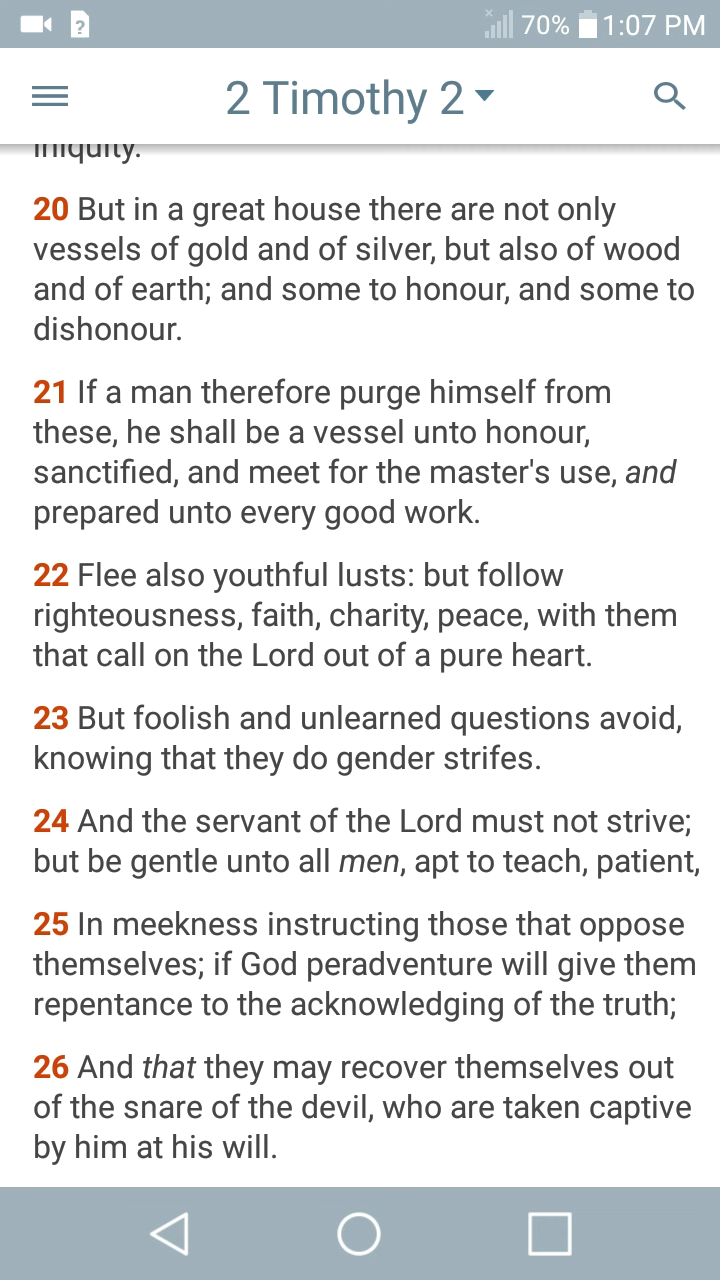 70% 1:07 PM
2 Timothy 2
iniquity.
20 But in a great house there are not only
vessels of gold and of silver, but also of wood
and of earth; and some to honour, and some to
dishonour.
21 If a man therefore purge himself from
these, he shall be a vessel unto honour,
sanctified, and meet for the master's use, and
prepared unto every good work.
22 Flee also youthful lusts: but follow
righteousness, faith, charity, peace, with them
that call on the Lord out of a pure heart.
23 But foolish and unlearned questions avoid,
knowing that they do gender strifes.
24 And the servant of the Lord must not strive;
but be gentle unto all men, apt to teach, patient,
25 In meekness instructing those that oppose
themselves; if God peradventure will give them
repentance to the acknowledging of the truth;
26 And that they may recover themselves out
of the snare of the devil, who are taken captive
by him at his will.